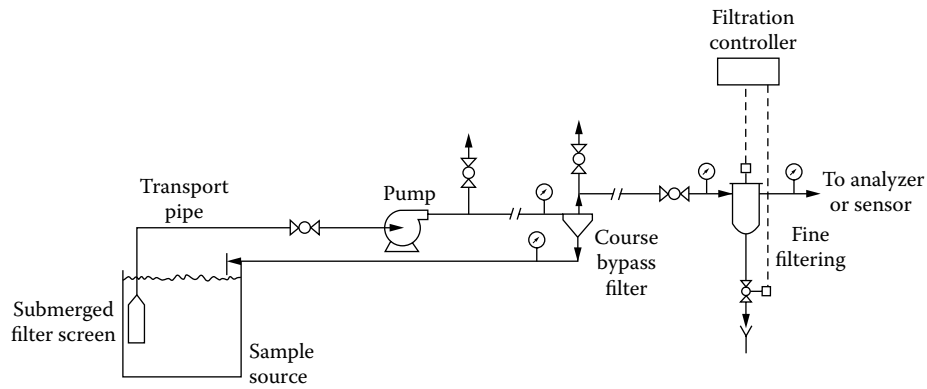 Filtration
controller
To analyzer
or sensor
Transport
pipe
Pump
Course
bypass
filter
Fine
filtering
Submerged
filter screen
Sample
source